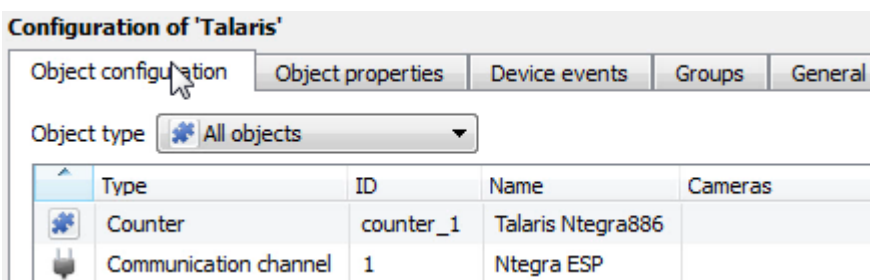 Configuration of 'Talaris'
Object configuration Object properties Device events Groups General
Object type All objects
Type ID Name Cameras
Counter counter_1 Talaris Ntegra886
Communication channel 1 Ntegra ESP